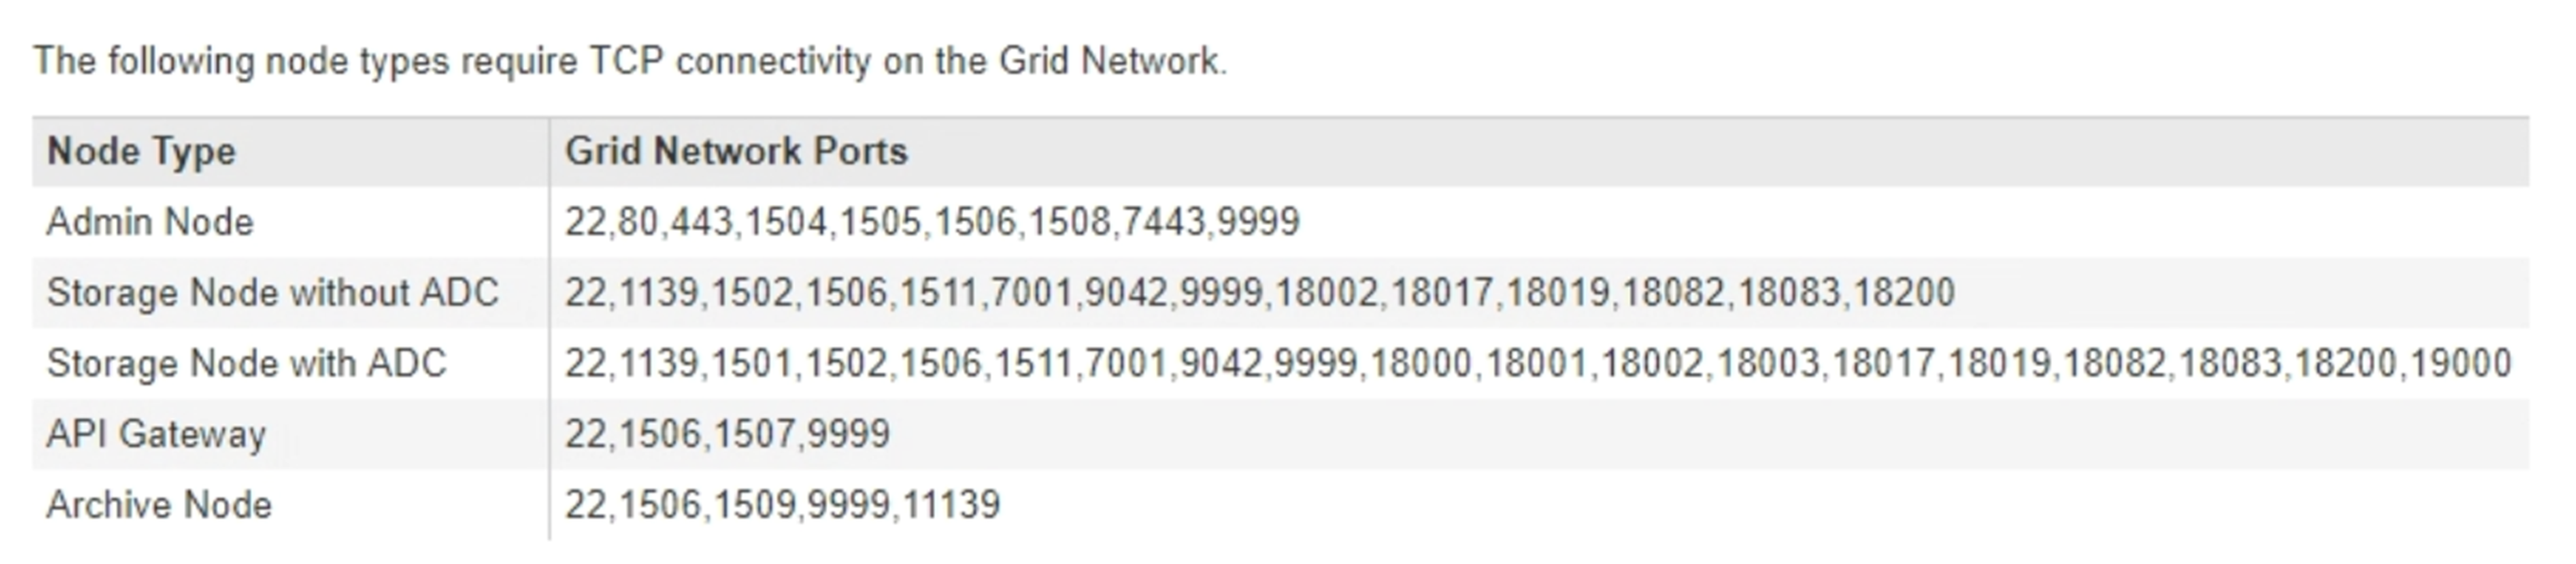 The following node types require TCP connectivity on the Grid Network.
Node Type Grid Network Ports
Admin Node 22,80,443,1504,1505,1506,1508,7443,9999
Storage Node without ADC 22,1139,1502,1506,1511,7001,9042,9999,18002,18017,18019,18082,18083,18200
Storage Node with ADC 22,1139,1501,1502,1506,1511,7001,9042,9999,18000,18001,18002,18003,18017,18019,18082,18083,18200,19000
API Gateway 22,1506,1507,9999
Archive Node 22,1506,1509,9999,11139